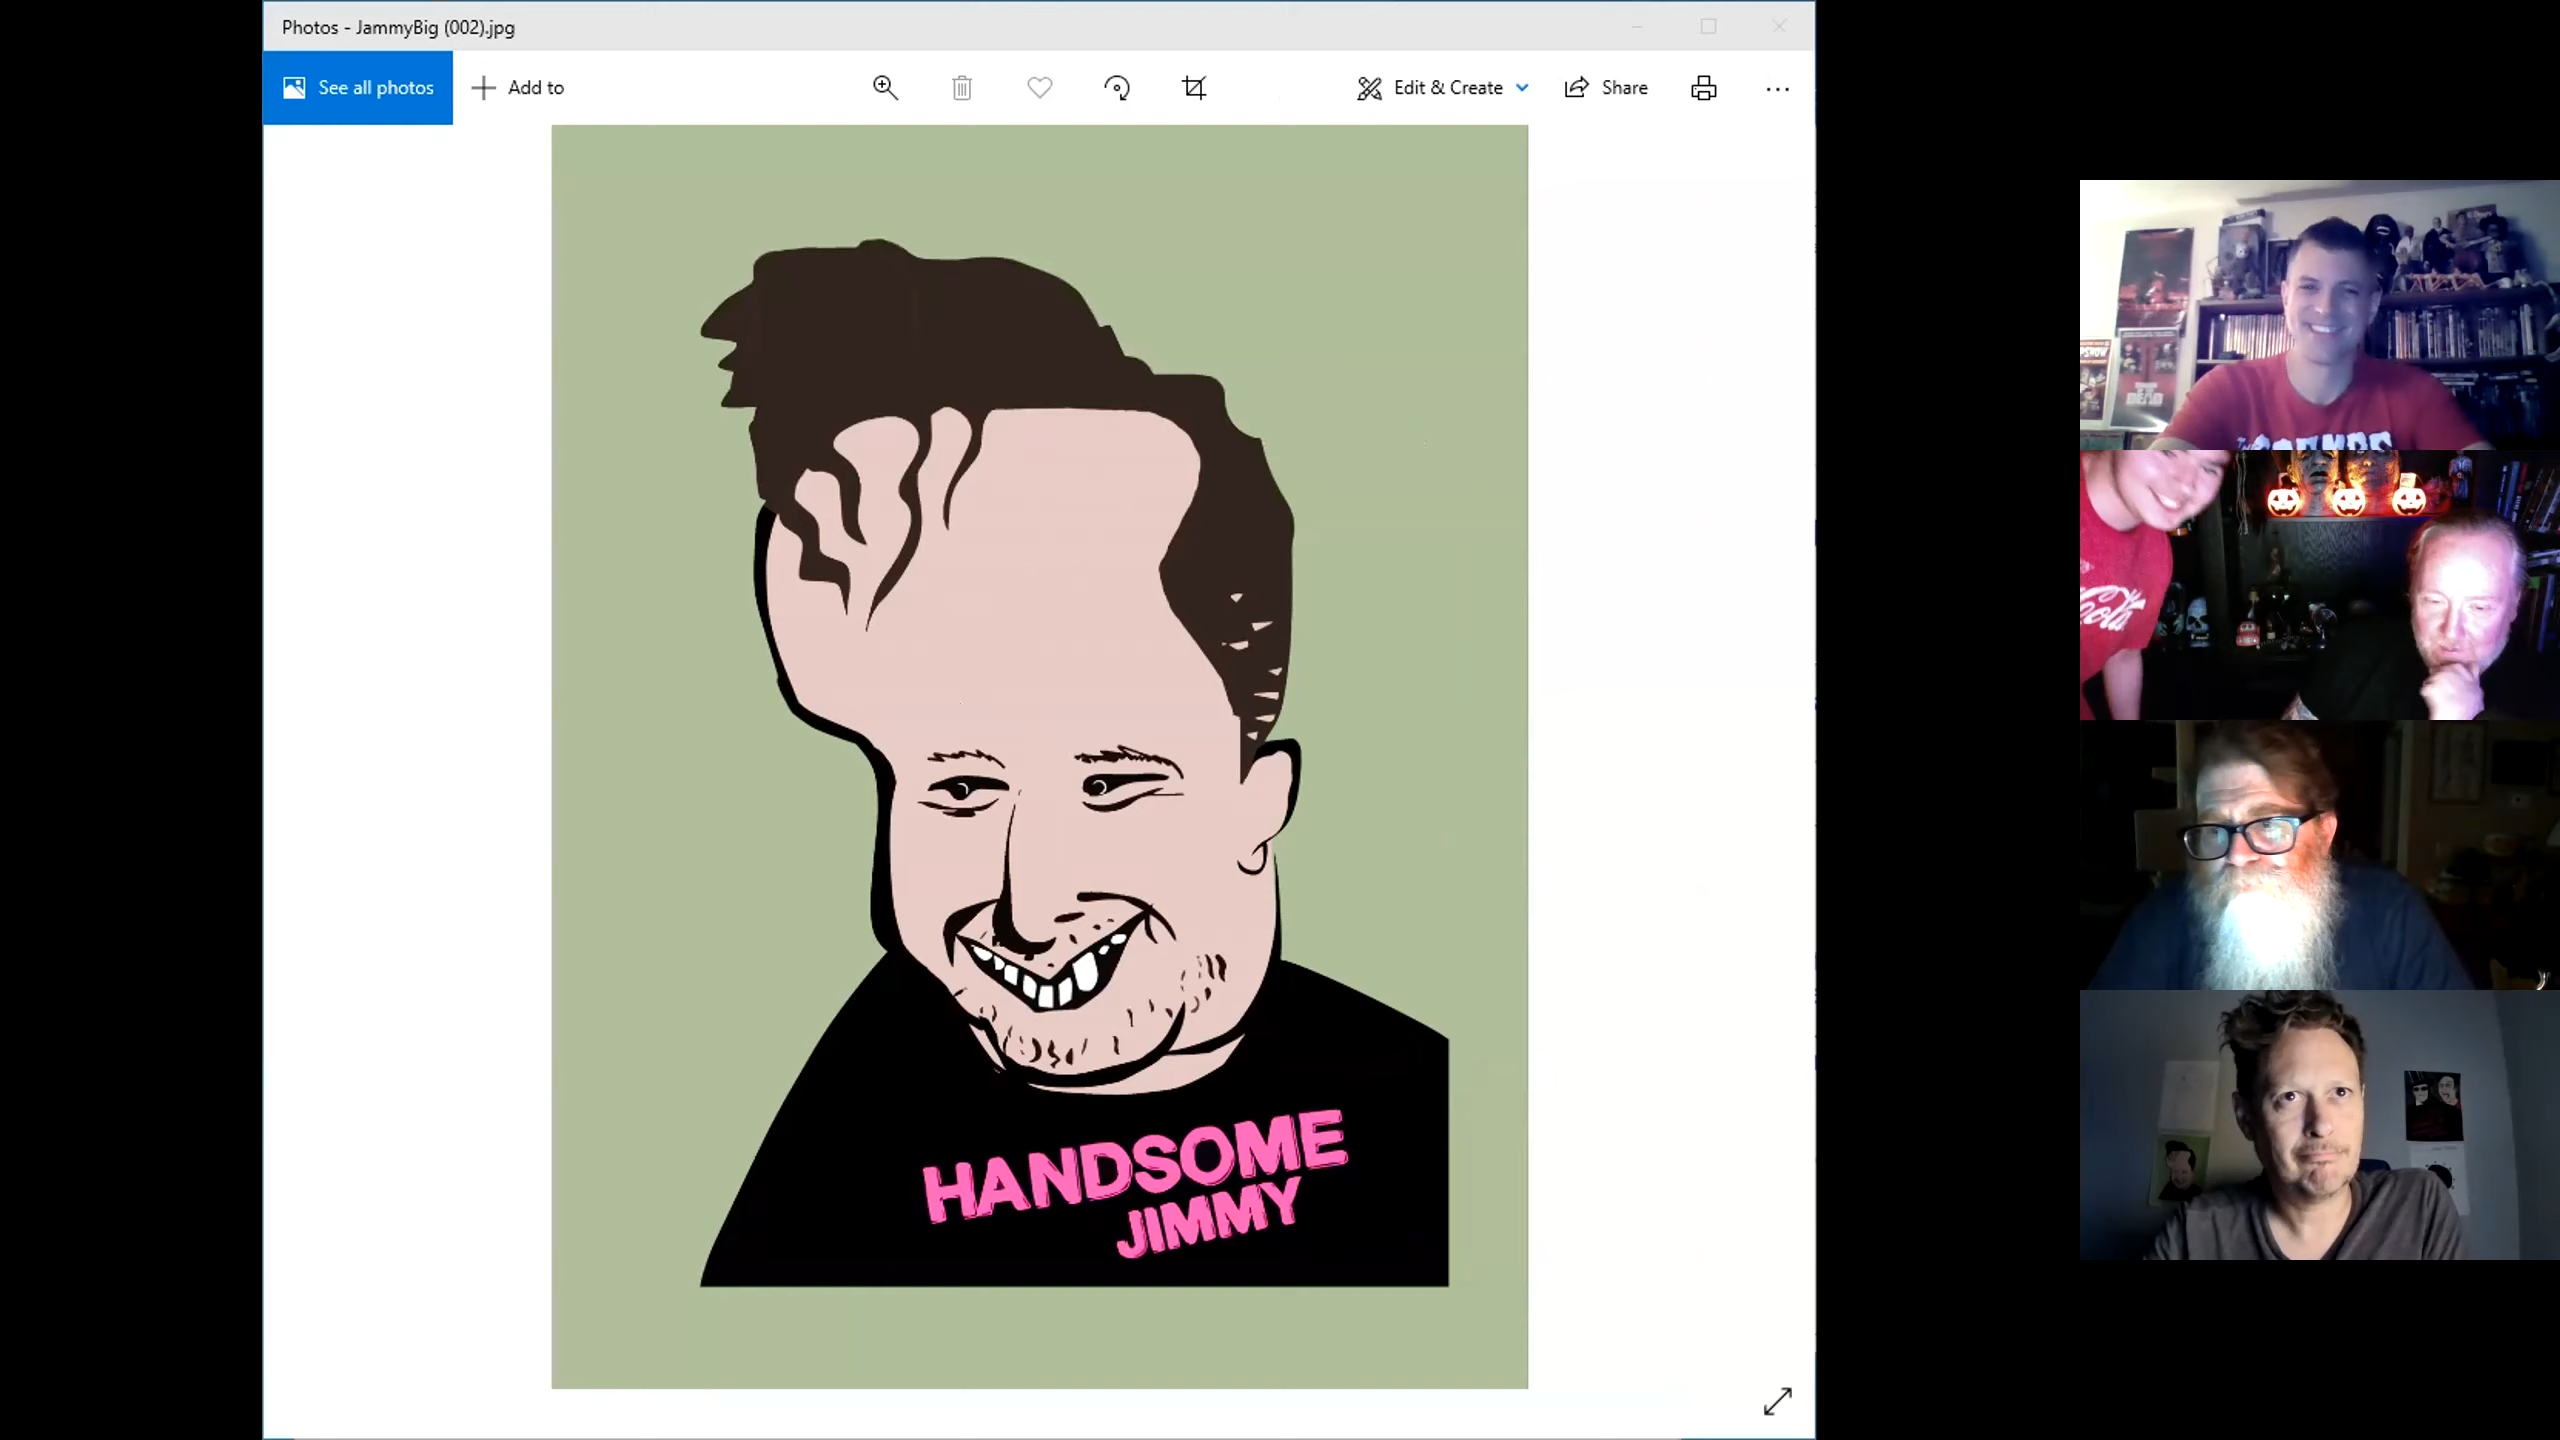 Photos - JammyBig (002).jpg
See all photos
Add to
Edit & Create
Share
HANDSOME
JIMMY